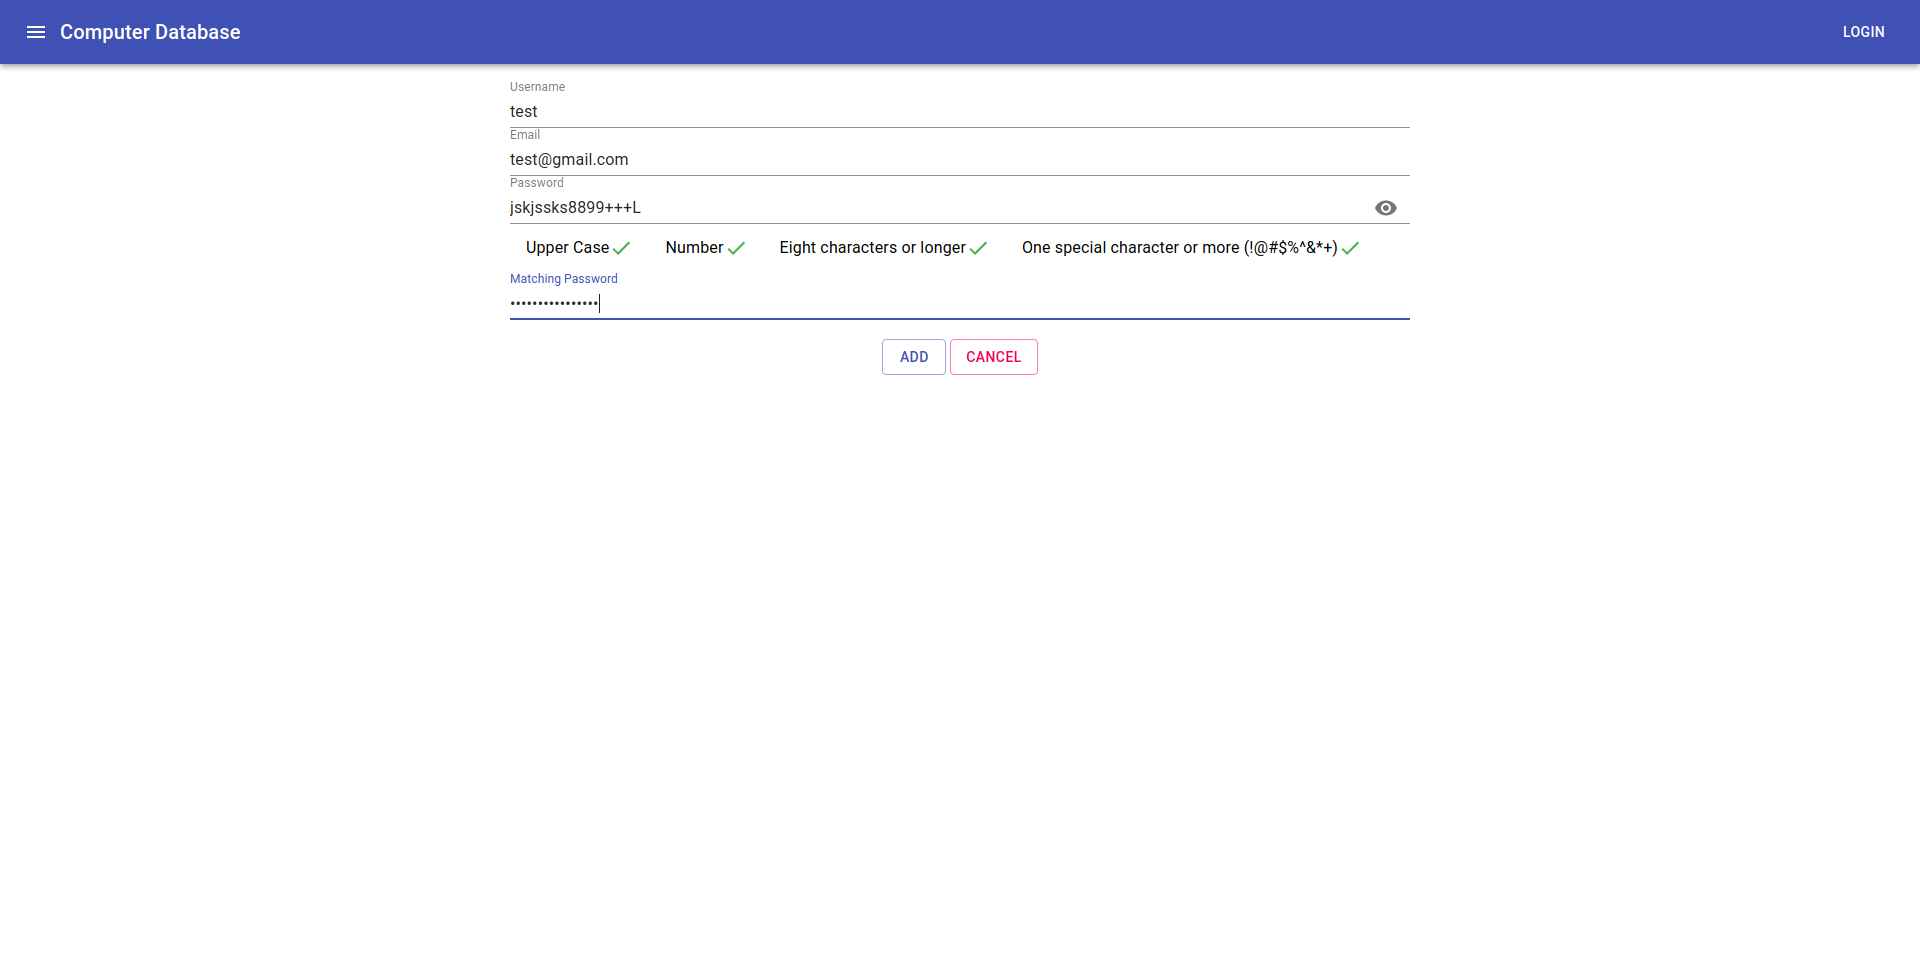 Computer Database
LOGIN
Username
test
Email
test@gmail.com
Password
jskjssks8899+++L
Upper Case Number Eight characters or longer One special character or more (!@#$%^&*+)
Matching Password
••••••••••••••••
ADD CANCEL